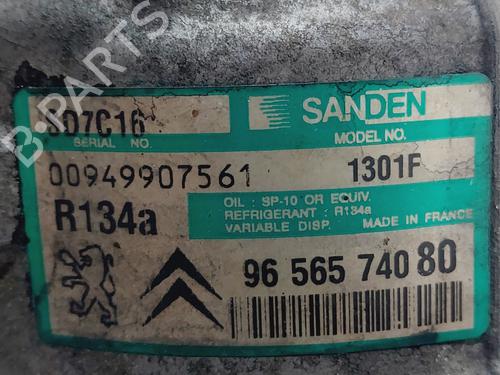 B-PARTS
SD7C16
SERIAL NO.
SANDEN
MODEL NO.
00949907561
1301F
R134a
OIL : SP-10 OR EQUIV.
REFRIGERANT : R134a
VARIABLE DISP. MADE IN FRANCE
96 565 740 80